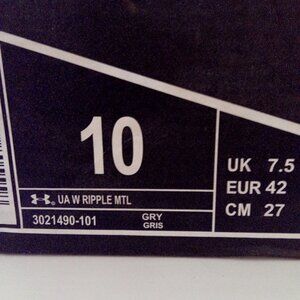 10
UA W RIPPLE MTL
3021490-101 GRY
GRIS
UK 7.5
EUR 42
CM 27